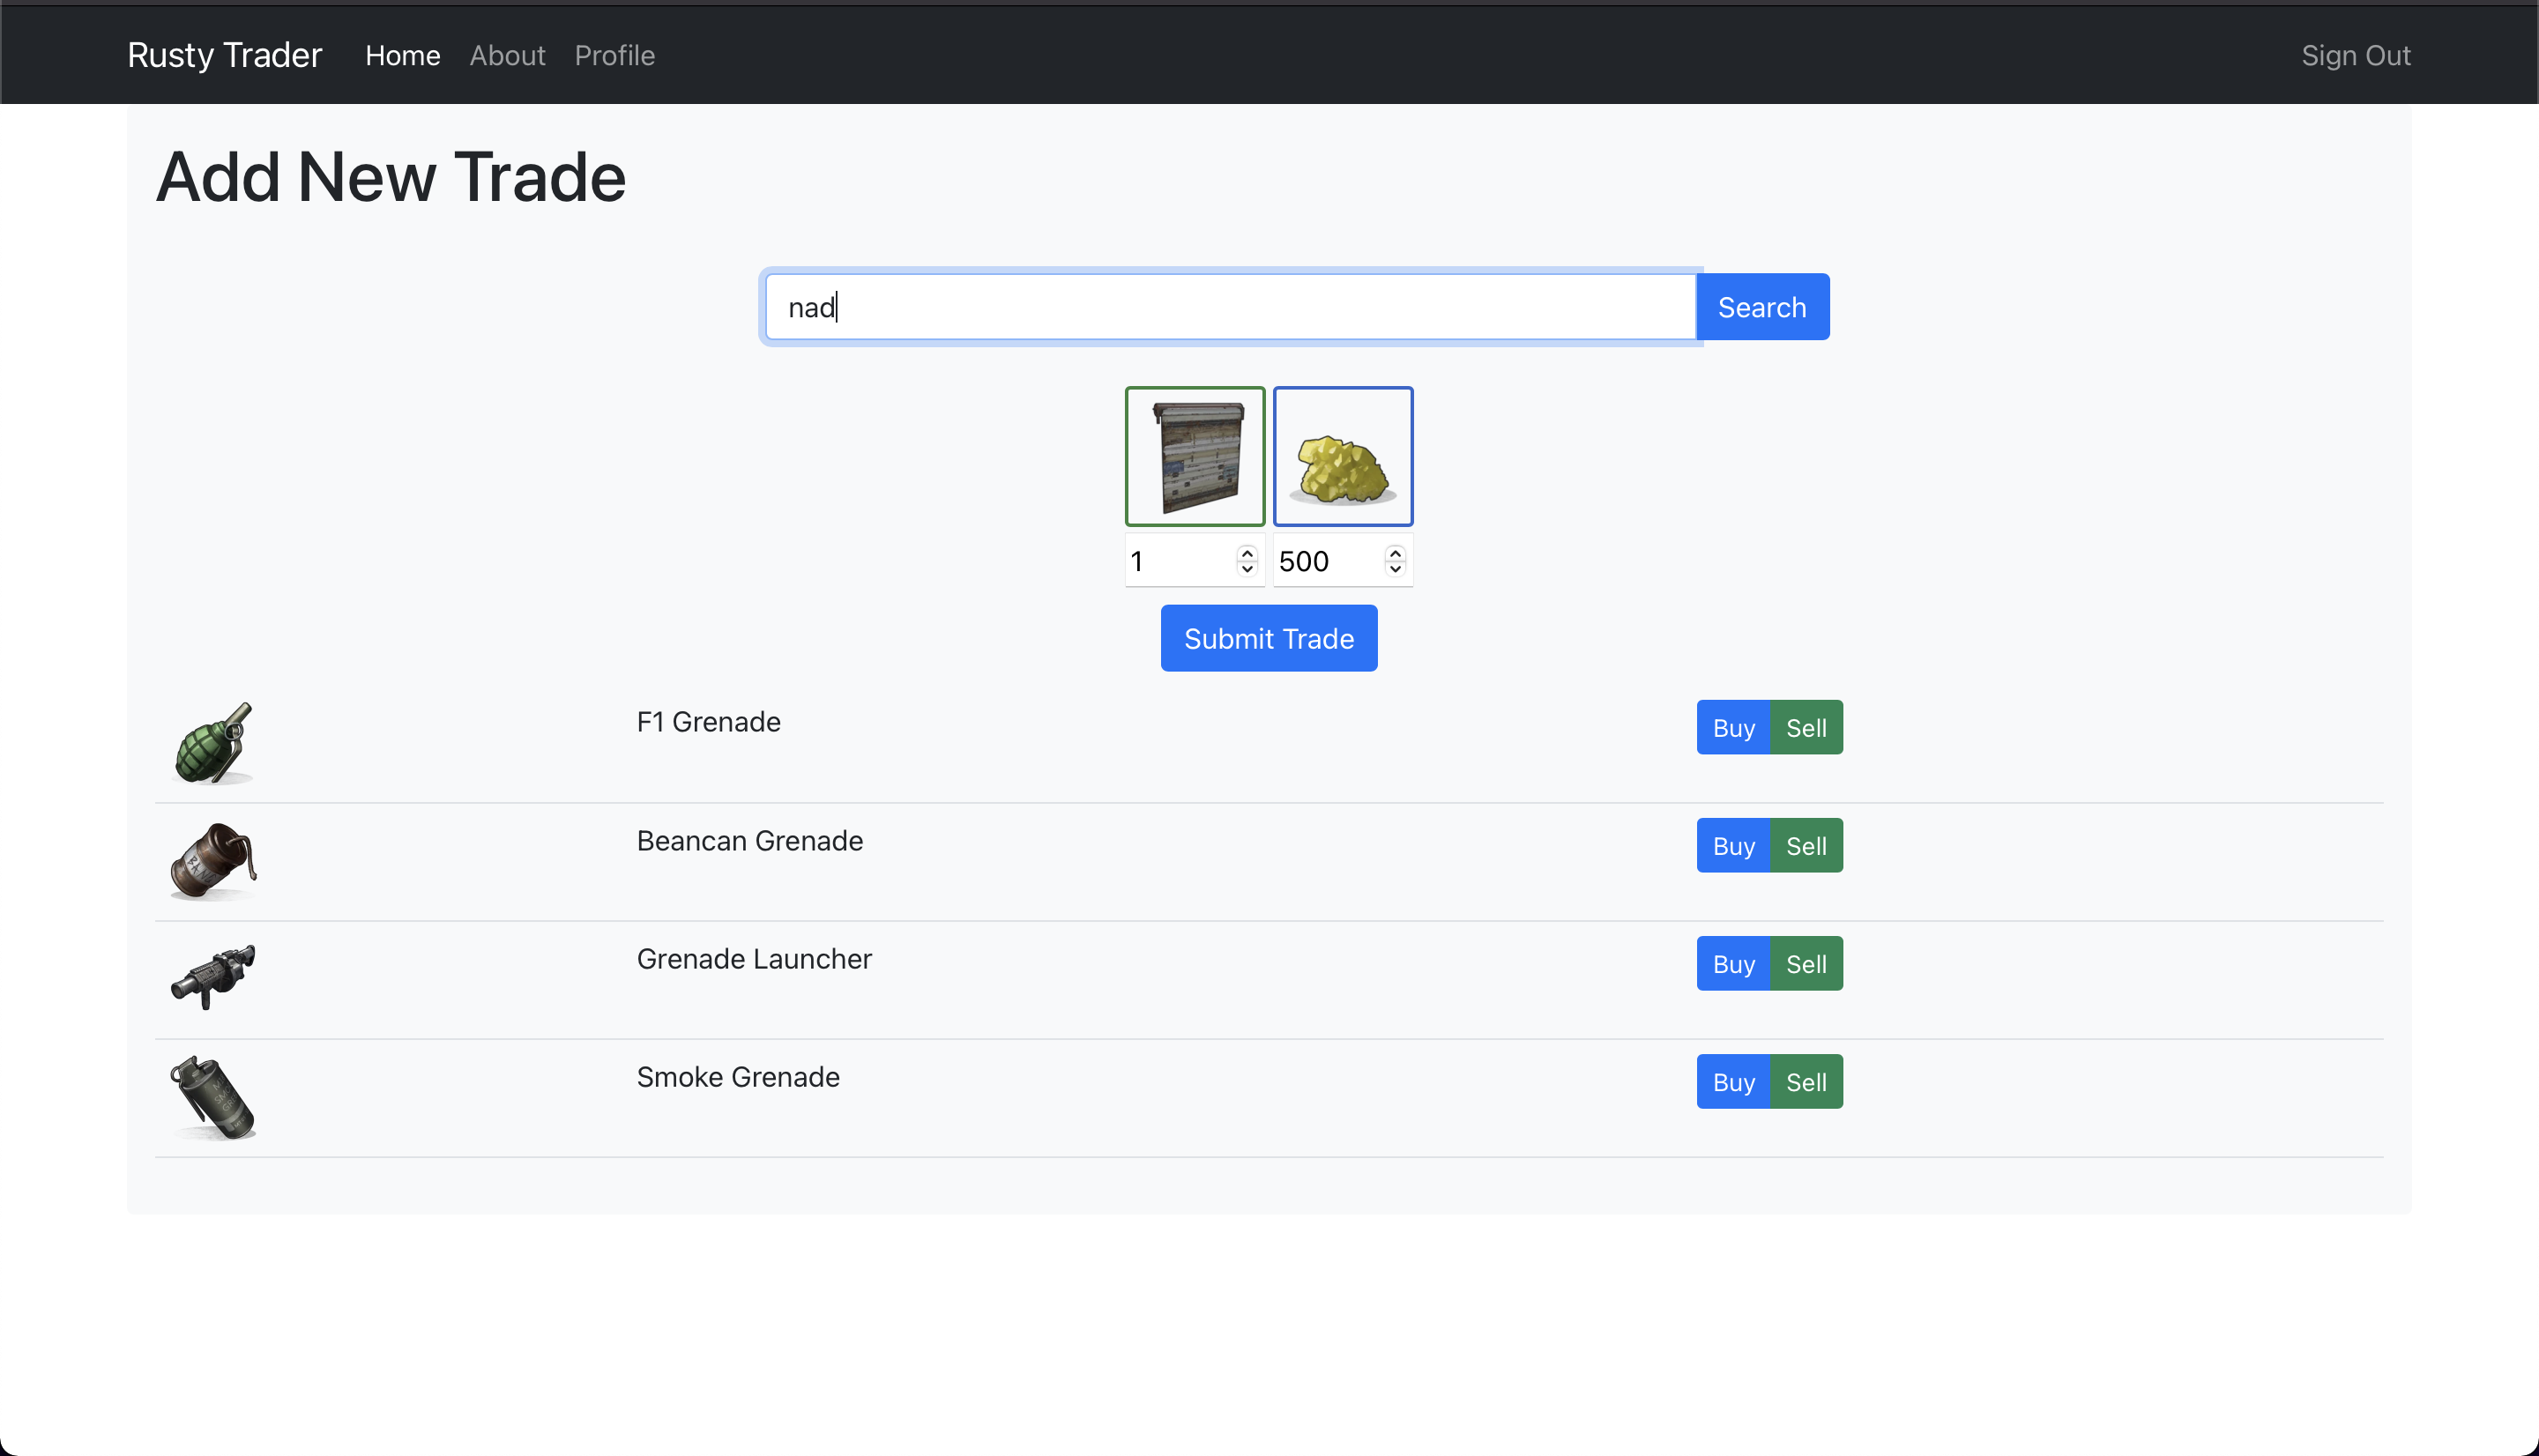 Rusty Trader Home About Profile Sign Out
Add New Trade
nad Search
1 500
Submit Trade
F1 Grenade Buy Sell
Beancan Grenade Buy Sell
Grenade Launcher Buy Sell
Smoke Grenade Buy Sell